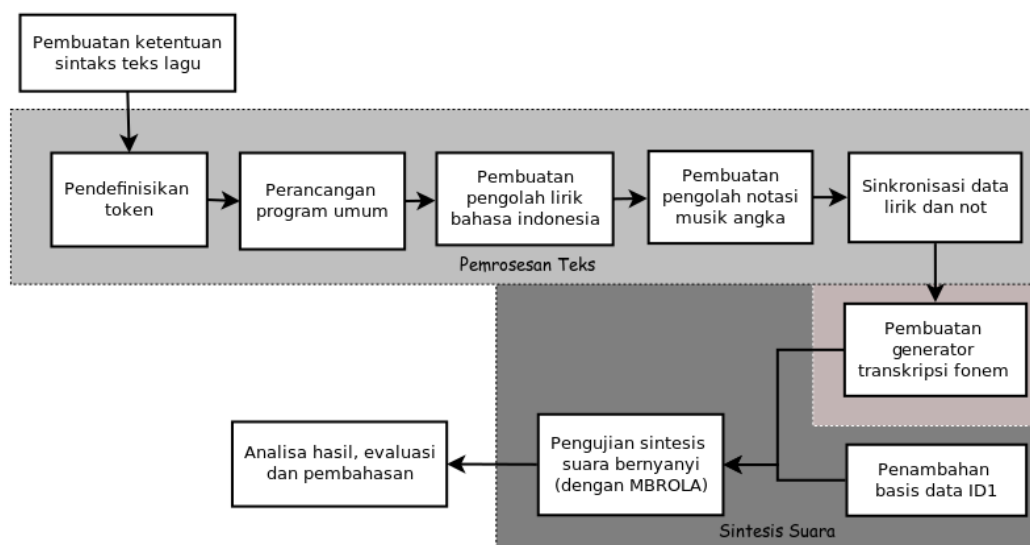 Pembuatan ketentuan
sintaks teks lagu
Pendefinisikan
token
Perancangan
program umum
Pembuatan
pengolah lirik
bahasa indonesia
Pembuatan
pengolah notasi
musik angka
Sinkronisasi data
lirik dan not
Pemrosesan Teks
Pembuatan
generator
transkripsi fonem
Penambahan
basis data ID1
Pengujian sintesis
suara bernyanyi
(dengan MBROLA)
Analisa hasil, evaluasi
dan pembahasan
Sintesis Suara